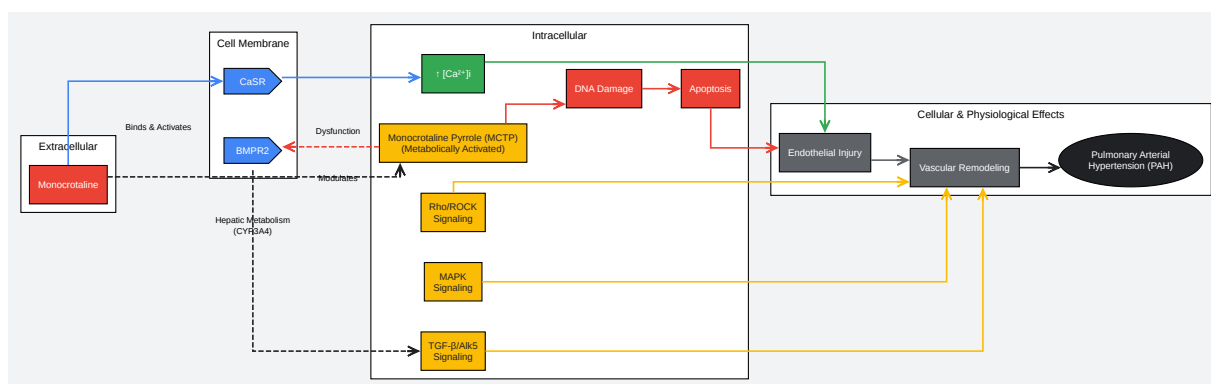 Intracellular
Cell Membrane
CaSR
↑ [Ca²⁺]i
DNA Damage
Apoptosis
Cellular & Physiological Effects
Binds & Activates
Dysfunction
Monocrotaline Pyrrole (MCTP)
(Metabolically Activated)
Extracellular
BMPR2
Endothelial Injury
Pulmonary Arterial
Hypertension (PAH)
Vascular Remodeling
Monocrotaline
Modulates
Rho/ROCK
Signaling
Hepatic Metabolism
(CYP3A4)
MAPK
Signaling
TGF-β/Alk5
Signaling